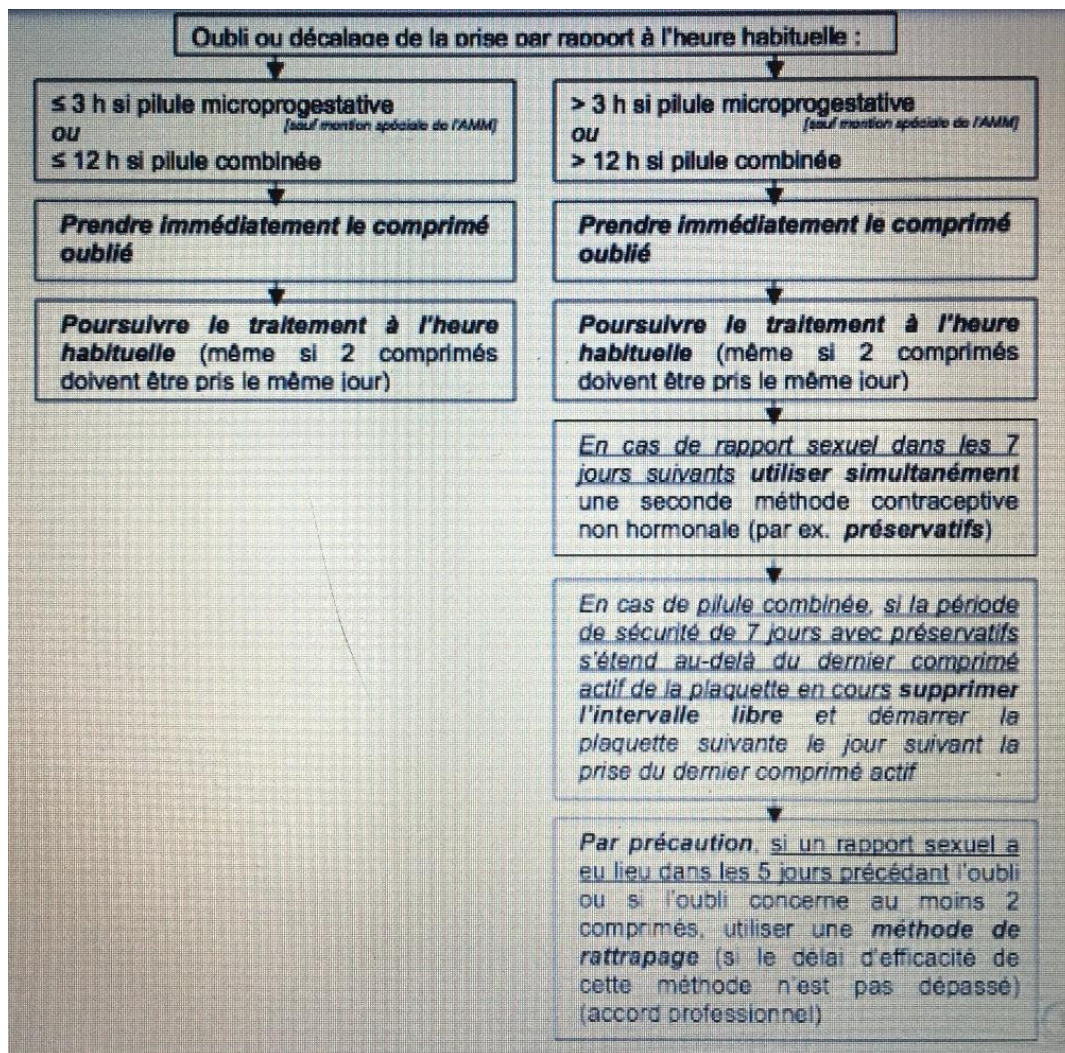 Oubli ou décalage de la prise par rapport à l'heure habituelle :
≤ 3 h si pilule microprogestative
[sauf mention spéciale de l'AMM]
ou
≤ 12 h si pilule combinée
Prendre immédiatement le comprimé
oublié
Poursuivre le traitement à l'heure
habituelle (même si 2 comprimés
doivent être pris le même jour)
> 3 h si pilule microprogestative
[sauf mention spéciale de l'AMM]
ou
> 12 h si pilule combinée
Prendre immédiatement le comprimé
oublié
Poursuivre le traitement à l'heure
habituelle (même si 2 comprimés
doivent être pris le même jour)
En cas de rapport sexuel dans les 7
jours suivants utiliser simultanément
une seconde méthode contraceptive
non hormonale (par ex. préservatifs)
En cas de pilule combinée, si la période
de sécurité de 7 jours avec préservatifs
s'étend au-delà du dernier comprimé
actif de la plaquette en cours supprimer
l'intervalle libre et démarrer la
plaquette suivante le jour suivant la
prise du dernier comprimé actif
Par précaution, si un rapport sexuel a
eu lieu dans les 5 jours précédant l'oubli
ou si l'oubli concerne au moins 2
comprimés, utiliser une méthode de
rattrapage (si le délai d'efficacité de
cette méthode n'est pas dépassé)
(accord professionnel)